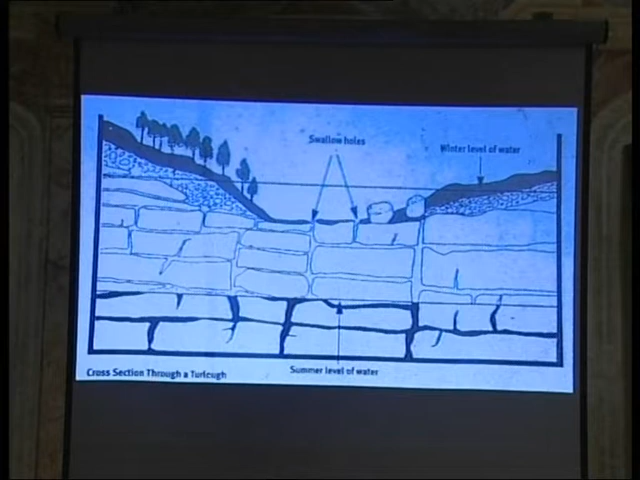 Swallow holes
Winter level of water
Summer level of water
Cross Section Through a Turlough